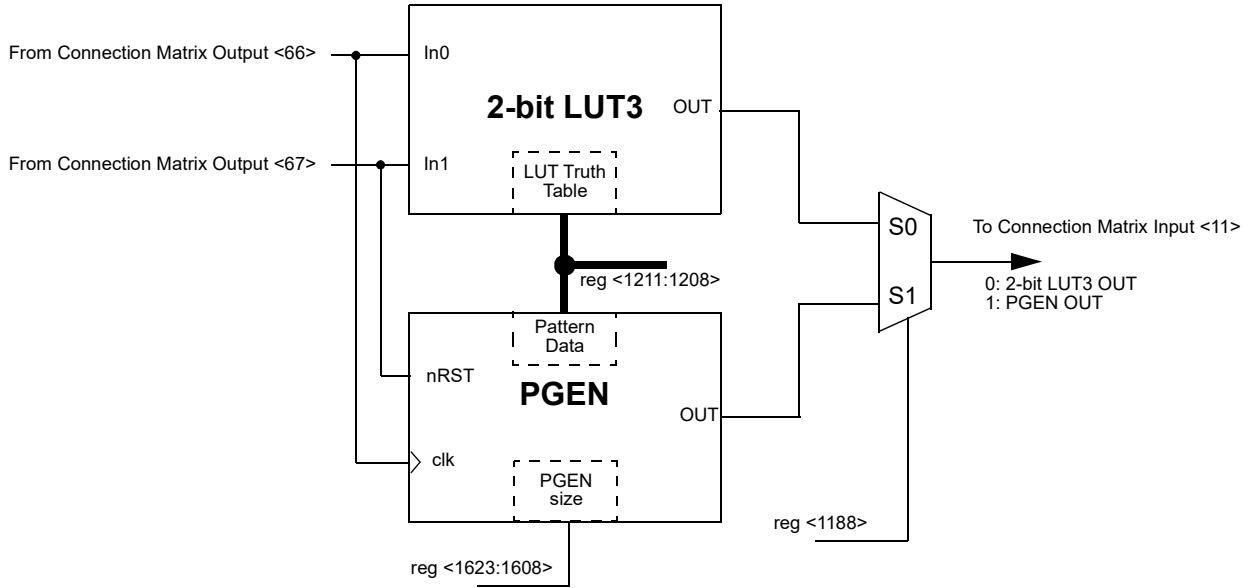 From Connection Matrix Output <66>
In0
2-bit LUT3
OUT
From Connection Matrix Output <67>
In1
LUT Truth
Table
S0
To Connection Matrix Input <11>
reg <1211:1208>
0: 2-bit LUT3 OUT
1: PGEN OUT
S1
Pattern
Data
nRST
PGEN
OUT
clk
PGEN
size
reg <1188>
reg <1623:1608>